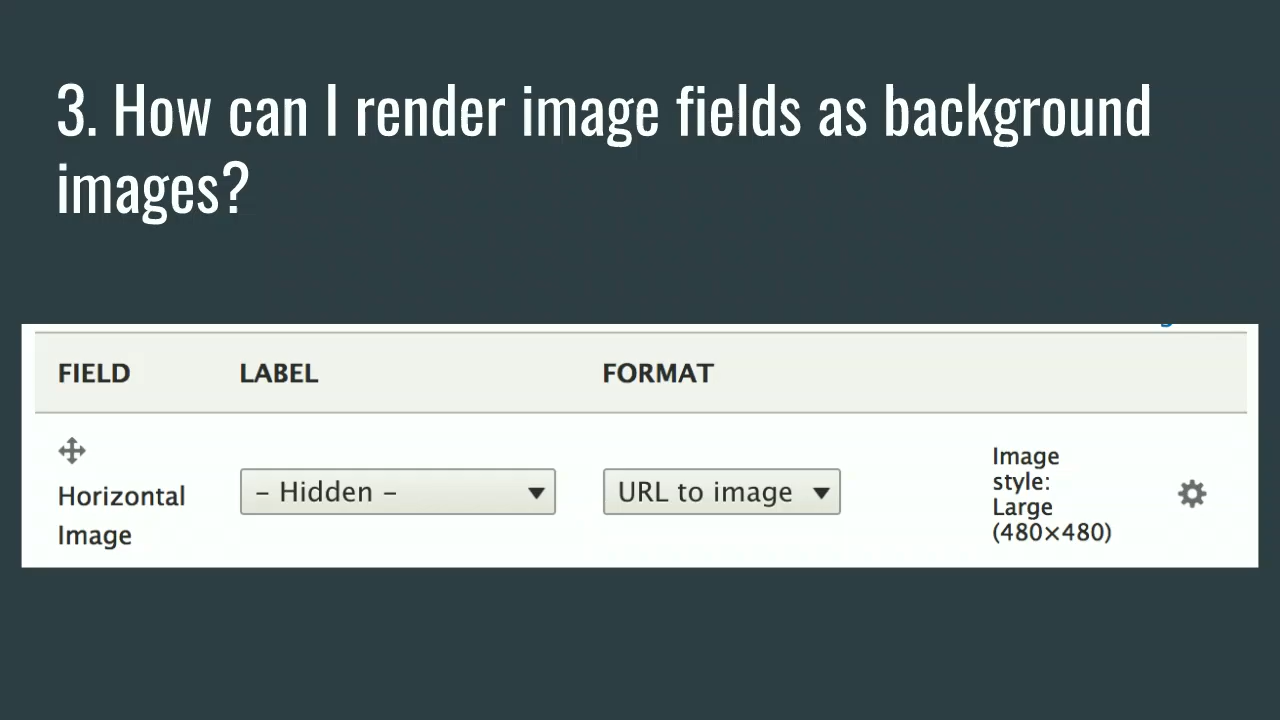 3. How can I render image fields as background
images?
FIELD LABEL FORMAT
Horizontal
Image
– Hidden –
URL to image
Image
style:
Large
(480×480)